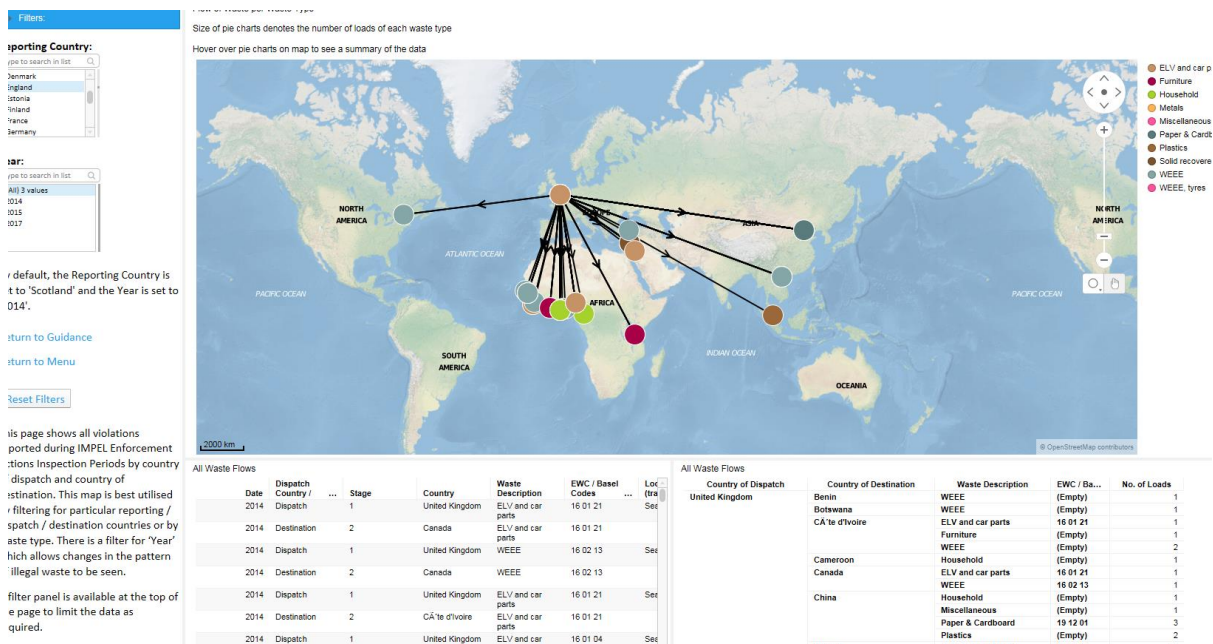 Filters:
eporting Country:
ype to search in list
Denmark
England
Estonia
Finland
France
Germany
ear:
ype to search in list
(All) 3 values
2014
2015
2017
y default, the Reporting Country is
et to 'Scotland' and the Year is set to
014'.
eturn to Guidance
eturn to Menu
Reset Filters
his page shows all violations
ported during IMPEL Enforcement
ctions Inspection Periods by country
dispatch and country of
estination. This map is best utilised
y filtering for particular reporting /
spatch / destination countries or by
aste type. There is a filter for 'Year'
hich allows changes in the pattern
illegal waste to be seen.
filter panel is available at the top of
e page to limit the data as
quired.
Flow of Waste per Waste Type
Size of pie charts denotes the number of loads of each waste type
Hover over pie charts on map to see a summary of the data
NORTH
AMERICA
ASIA
NORTH
AMERICA
ATLANTIC OCEAN
PACIFIC OCEAN
AFRICA
PACIFIC OCEAN
SOUTH
AMERICA
INDIAN OCEAN
OCEANIA
2000 km
© OpenStreetMap contributors
ELV and car p
Furniture
Household
Metals
Miscellaneous
Paper & Cardb
Plastics
Solid recovere
WEEE
WEEE, tyres
All Waste Flows
Date Dispatch Country / ... Stage Country Waste Description EWC / Basel Codes ... Loc (tra
2014 Dispatch 1 United Kingdom ELV and car parts 16 01 21 Sea
2014 Destination 2 Canada ELV and car parts 16 01 21
2014 Dispatch 1 United Kingdom WEEE 16 02 13 Sea
2014 Destination 2 Canada WEEE 16 02 13
2014 Dispatch 1 United Kingdom ELV and car parts 16 01 21 Sea
2014 Destination 2 CÃ´te d'Ivoire ELV and car parts 16 01 21
2014 Dispatch 1 United Kingdom ELV and car 16 01 04 Sea
All Waste Flows
Country of Dispatch Country of Destination Waste Description EWC / Ba... No. of Loads
United Kingdom Benin WEEE (Empty) 1
Botswana WEEE (Empty) 1
CÃ´te d'Ivoire ELV and car parts 16 01 21 1
Furniture (Empty) 1
WEEE (Empty) 2
Cameroon Household (Empty) 1
Canada ELV and car parts 16 01 21 1
WEEE 16 02 13 1
China Household (Empty) 1
Miscellaneous (Empty) 1
Paper & Cardboard 19 12 01 3
Plastics (Empty) 2